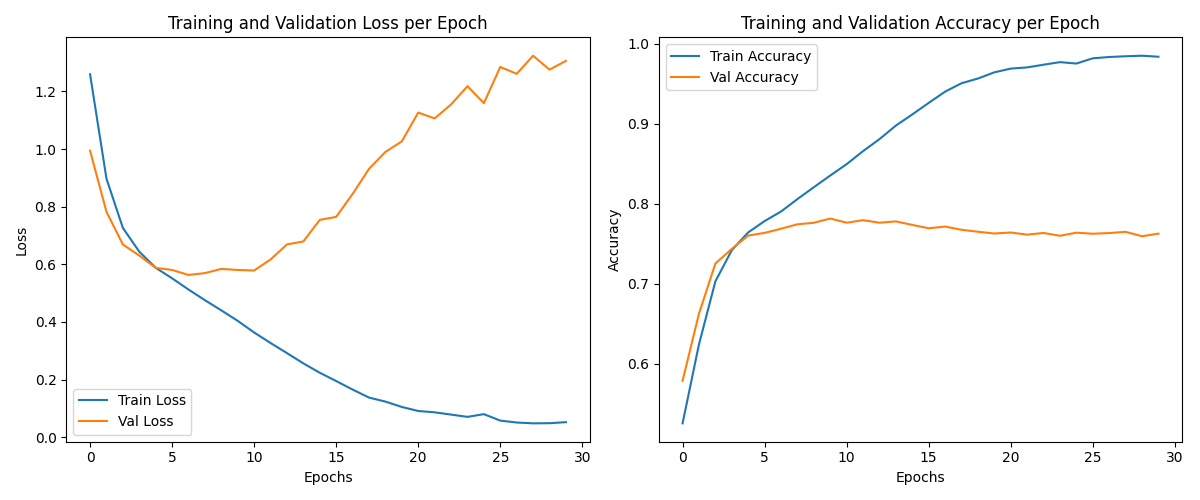 Training and Validation Loss per Epoch
Loss
1.2
1.0
0.8
0.6
0.4
0.2
0.0
Train Loss
Val Loss
0 5 10 15 20 25 30
Epochs
Training and Validation Accuracy per Epoch
Accuracy
1.0
0.9
0.8
0.7
0.6
Train Accuracy
Val Accuracy
0 5 10 15 20 25 30
Epochs